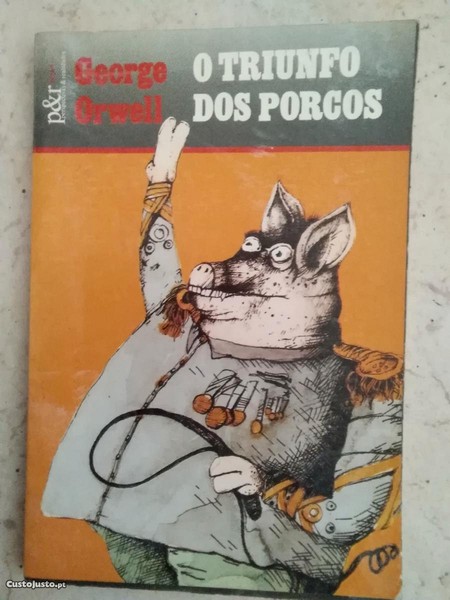 p&r
George
Orwell
O TRIUNFO
DOS PORCOS
CustoJusto.pt